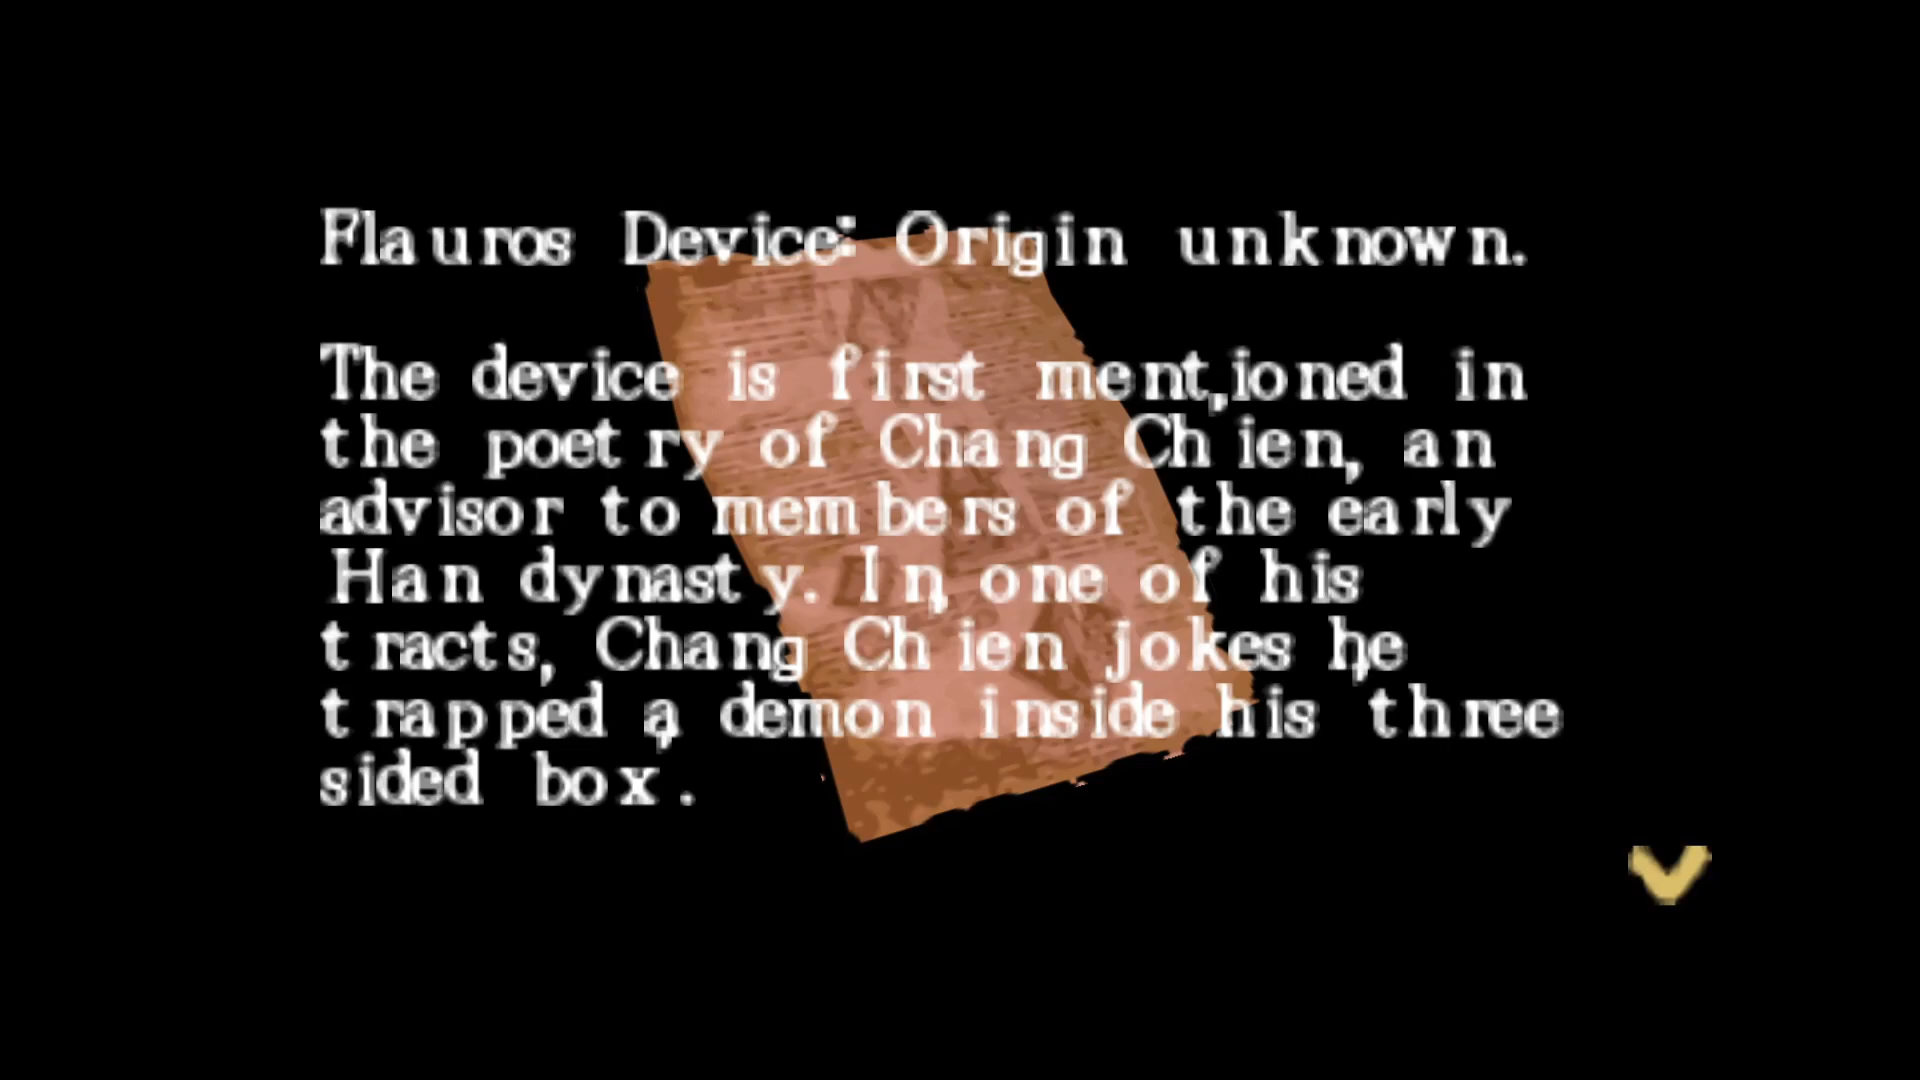 Flauros Device: Origin unknown.
The device is first mentioned in
the poetry of Chang Chien, an
advisor to members of the early
Han dynasty. In one of his
tracts, Chang Chien jokes he
trapped a demon inside his three
sided box.